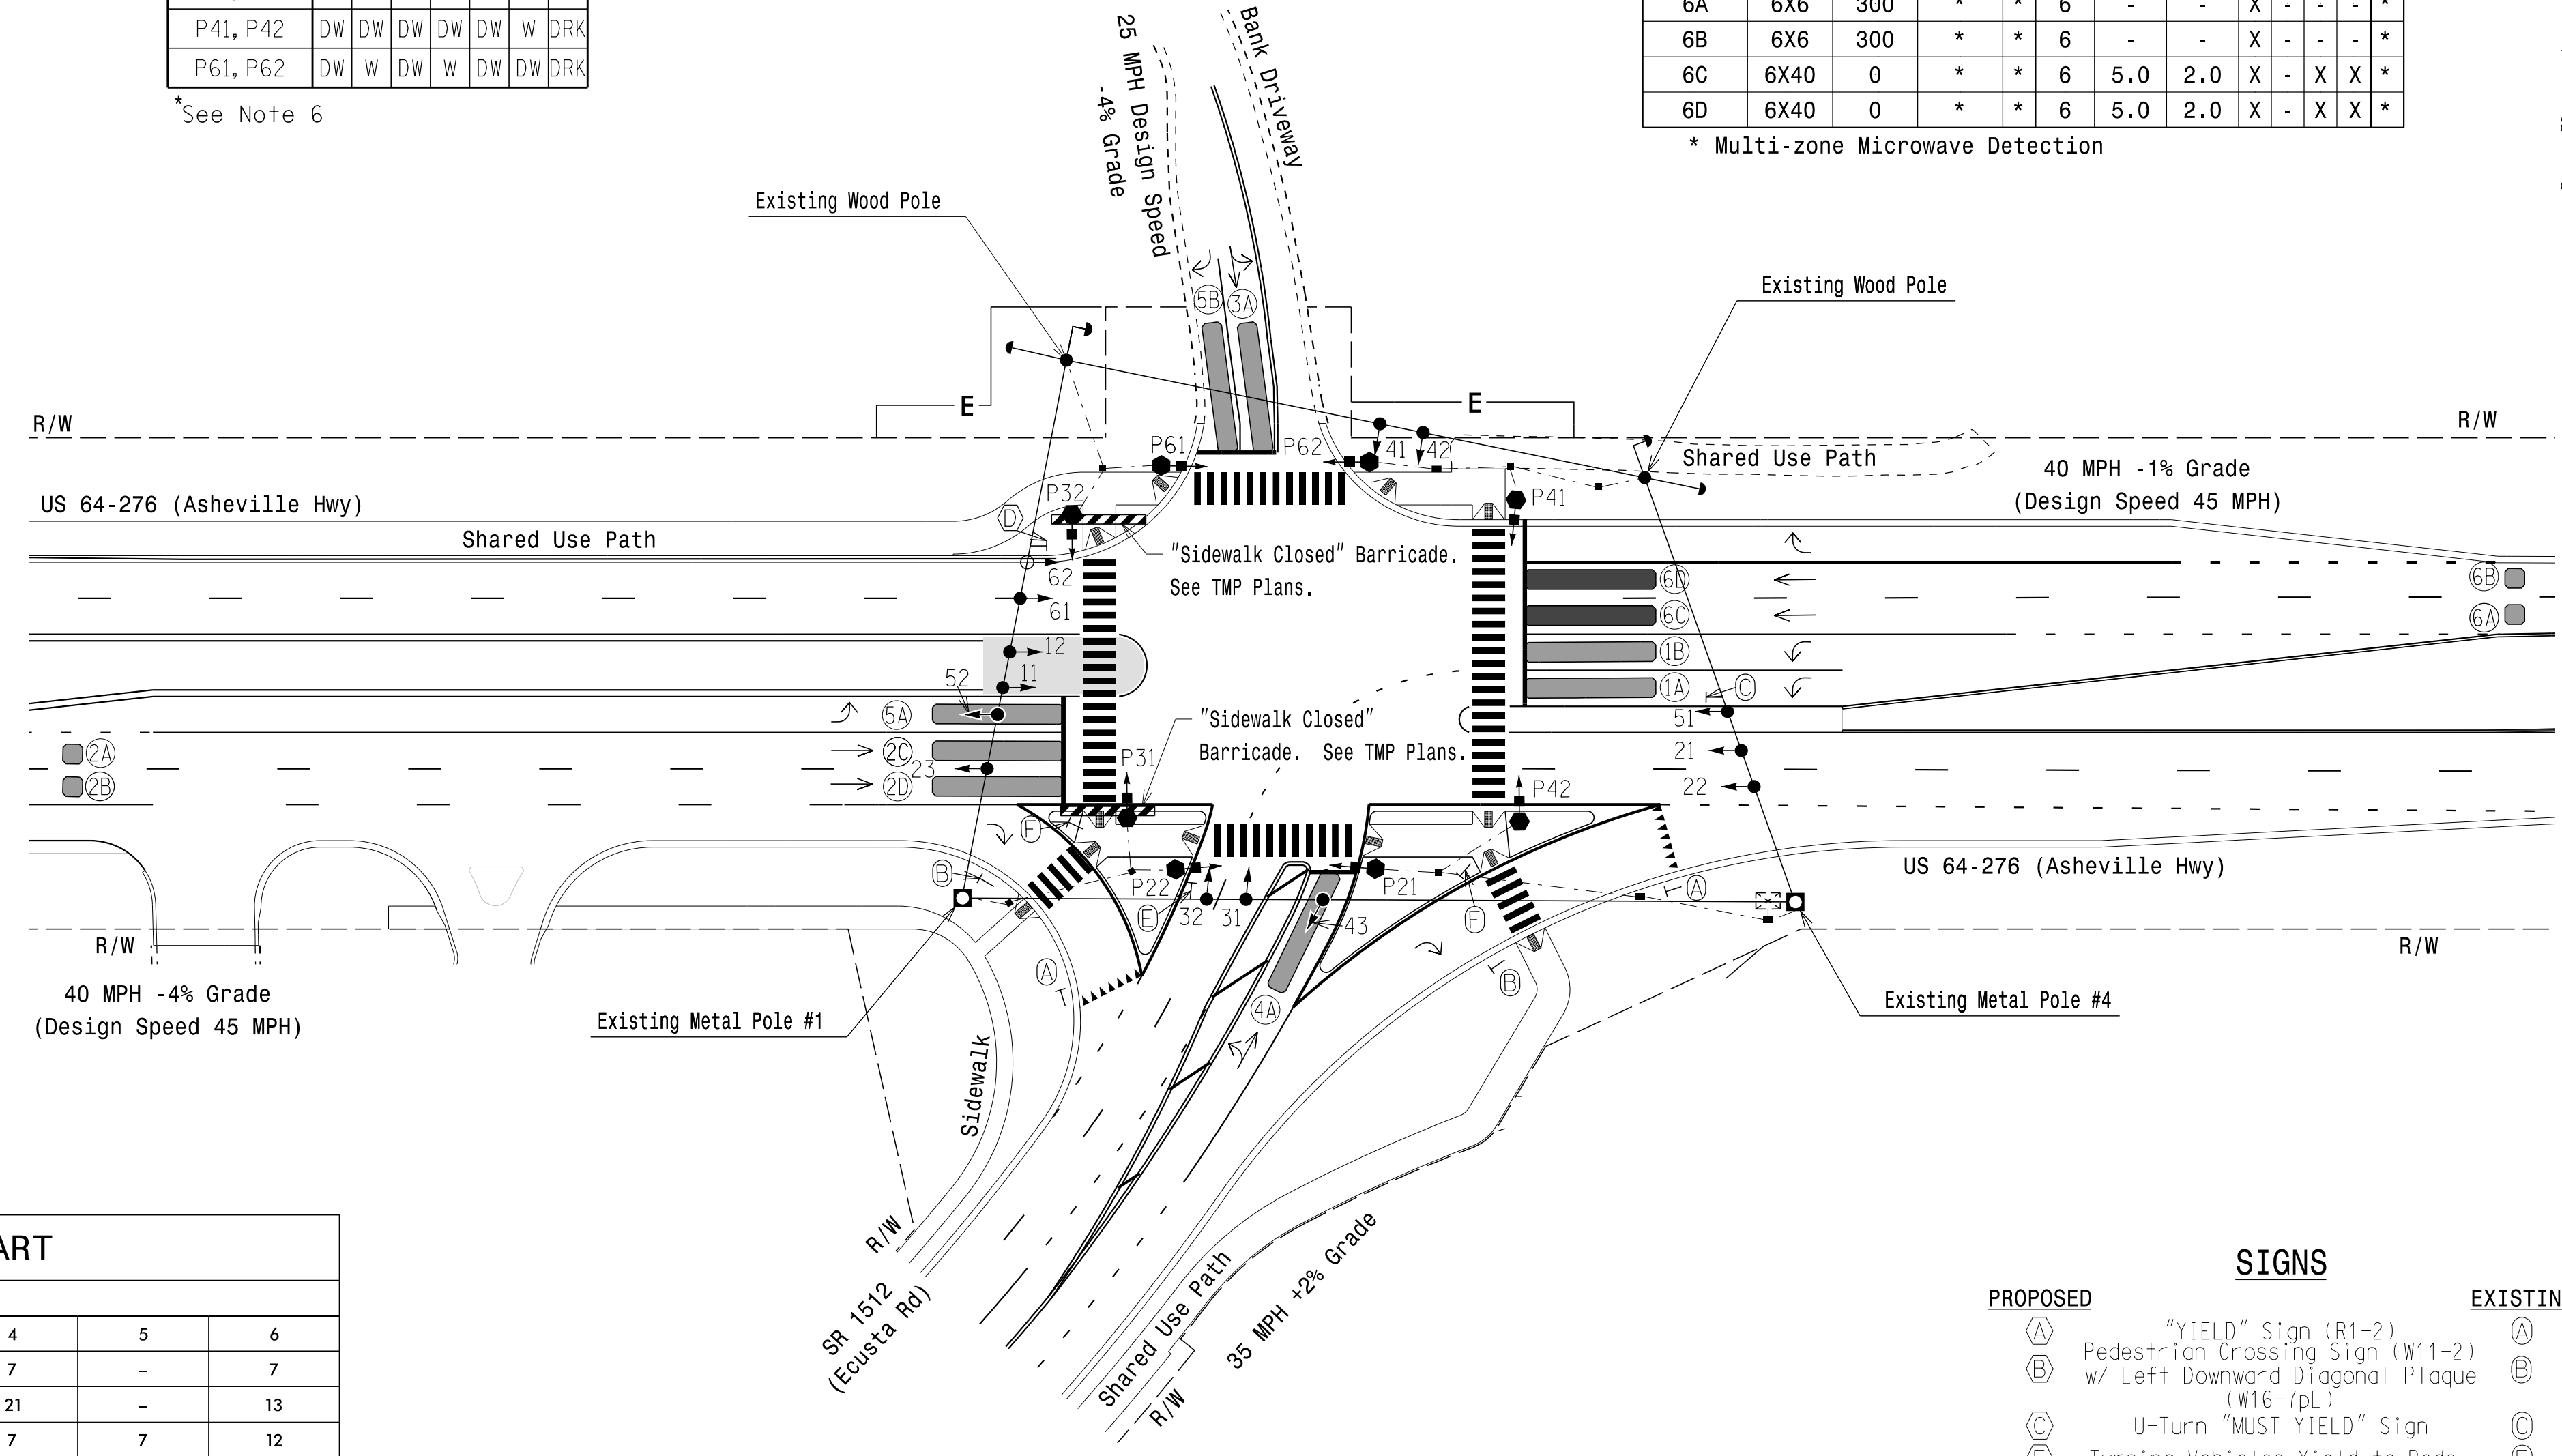 P41, P42 DW DW DW DW DW W DRK
P61, P62 DW W DW W DW DW DRK
*See Note 6
6A 6X6 300 * * 6 - - X - - - *
6B 6X6 300 * * 6 - - X - - - *
6C 6X40 0 * * 6 5.0 2.0 X - X X *
6D 6X40 0 * * 6 5.0 2.0 X - X X *
* Multi-zone Microwave Detection
25 MPH Design Speed
-4% Grade
Bank Driveway
Existing Wood Pole
Existing Wood Pole
5B 3A
E
E
R/W
R/W
P61
P62
41
42
Shared Use Path
40 MPH -1% Grade
(Design Speed 45 MPH)
US 64-276 (Asheville Hwy)
P32
P41
D
Shared Use Path
"Sidewalk Closed" Barricade.
See TMP Plans.
62
61
12
11
6D
6C
1B
1A
6B
6A
C
52
5A
2C
23
2D
2A
2B
51
21
22
"Sidewalk Closed"
Barricade. See TMP Plans.
P31
P42
F
B
P22
P21
E
32
31
43
F
A
US 64-276 (Asheville Hwy)
R/W
R/W
A
B
4A
40 MPH -4% Grade
(Design Speed 45 MPH)
Existing Metal Pole #1
Existing Metal Pole #4
Sidewalk
R/W
SR 1512
(Ecusta Rd)
Shared Use Path
R/W
35 MPH +2% Grade
ART
4 5 6
7 – 7
21 – 13
7 7 12
SIGNS
PROPOSED EXISTIN
A "YIELD" Sign (R1-2) A
Pedestrian Crossing Sign (W11-2)
B w/ Left Downward Diagonal Plaque B
(W16-7pL)
C U-Turn "MUST YIELD" Sign C
Turning Vehicles Yield to Peds